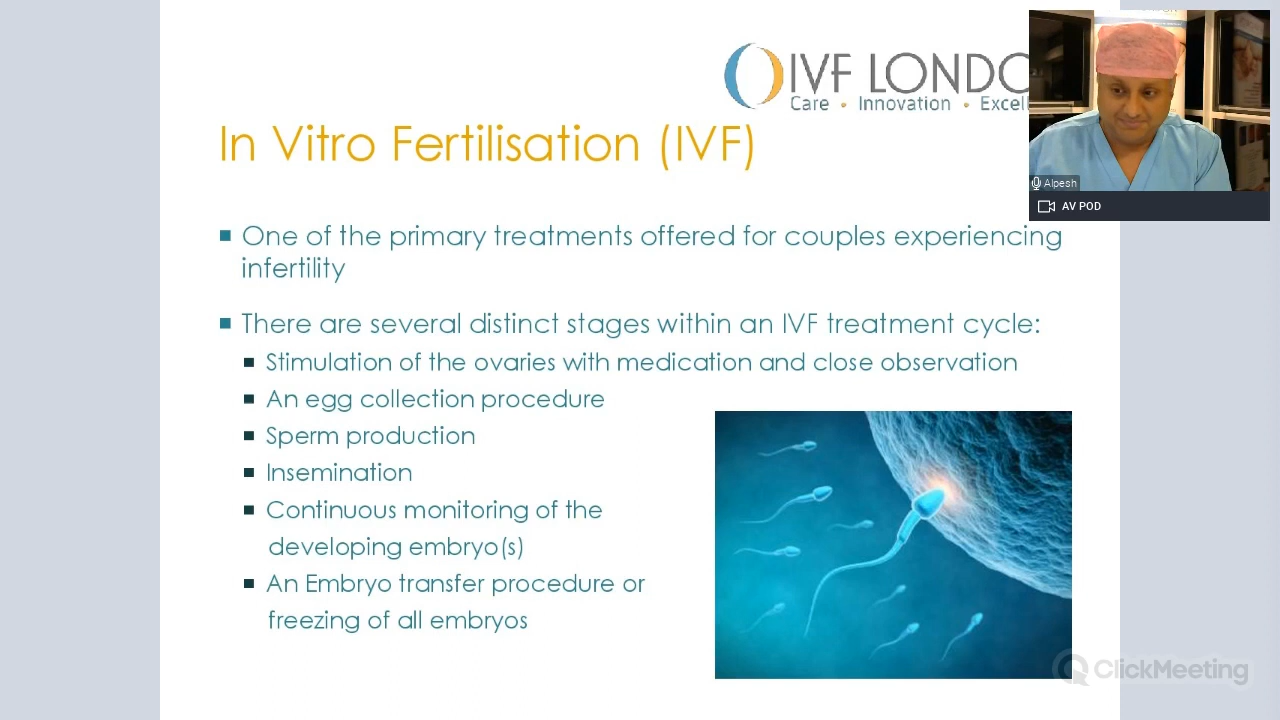 IVF LONDO
Care • Innovation • Excell
In Vitro Fertilisation (IVF)
Alpesh
AV POD
One of the primary treatments offered for couples experiencing
infertility
There are several distinct stages within an IVF treatment cycle:
Stimulation of the ovaries with medication and close observation
An egg collection procedure
Sperm production
Insemination
Continuous monitoring of the
developing embryo(s)
An Embryo transfer procedure or
freezing of all embryos
ClickMeeting